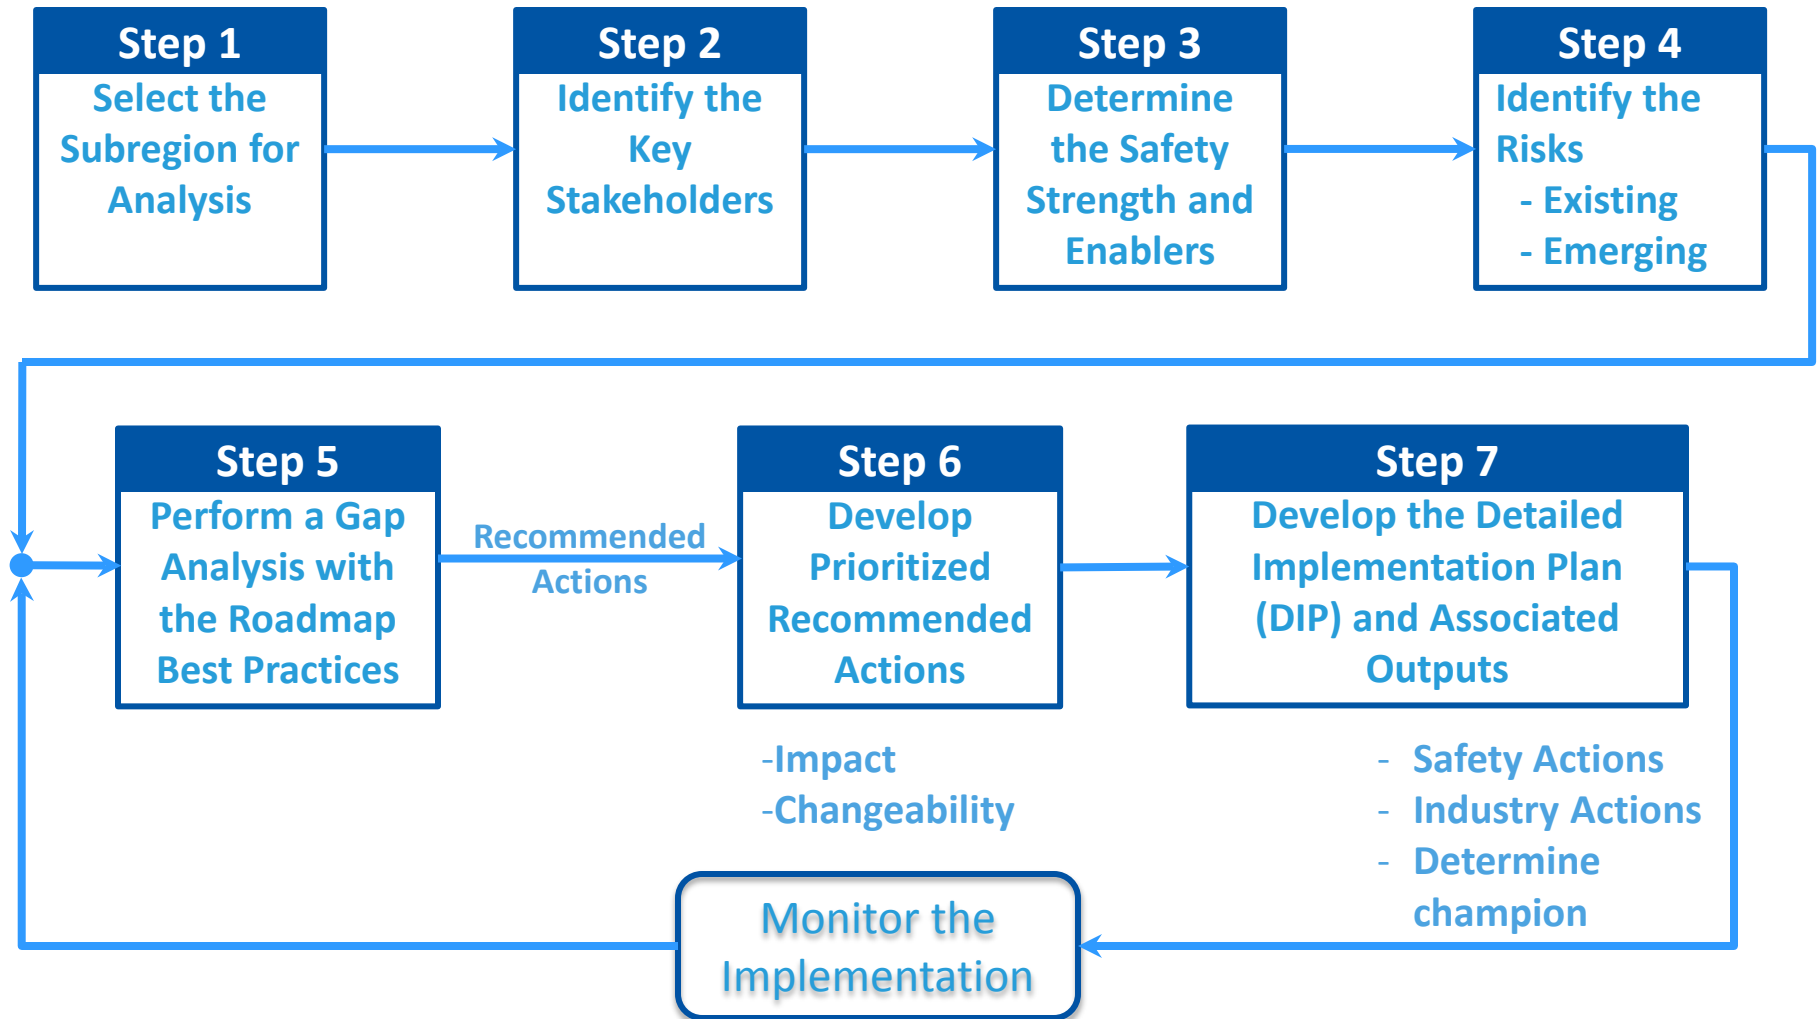 Step 1
Select the
Subregion for
Analysis
Step 2
Identify the
Key
Stakeholders
Step 3
Determine
the Safety
Strength and
Enablers
Step 4
Identify the
Risks
- Existing
- Emerging
Step 5
Perform a Gap
Analysis with
the Roadmap
Best Practices
Recommended
Actions
Step 6
Develop
Prioritized
Recommended
Actions
-Impact
-Changeability
Step 7
Develop the Detailed
Implementation Plan
(DIP) and Associated
Outputs
- Safety Actions
- Industry Actions
- Determine
champion
Monitor the
Implementation